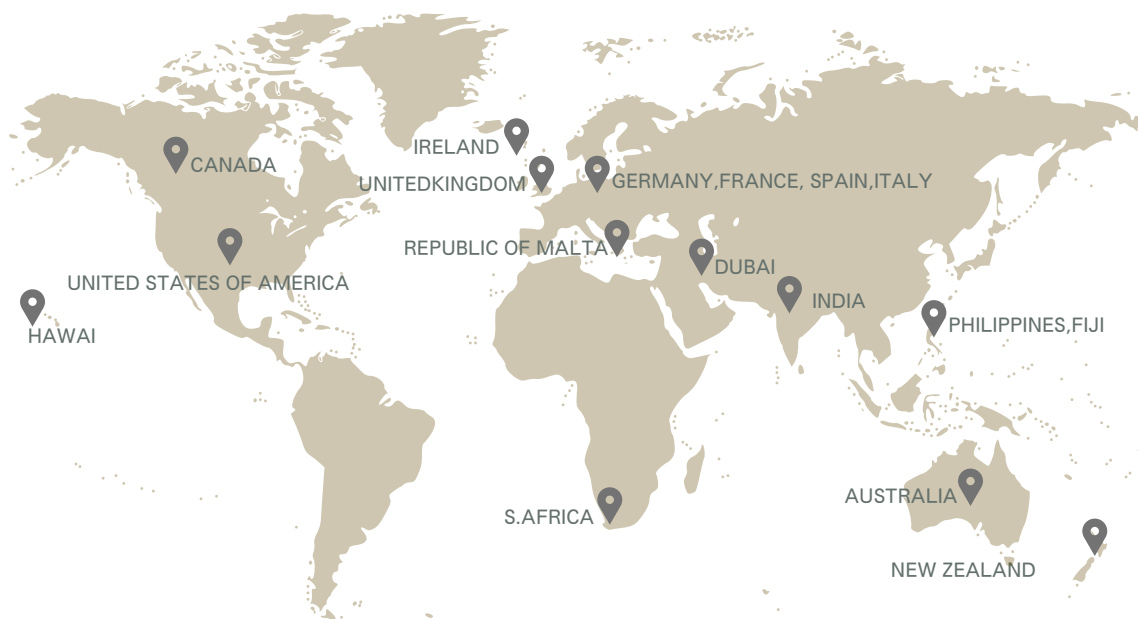 IRELAND
CANADA
UNITEDKINGDOM
GERMANY,FRANCE, SPAIN,ITALY
REPUBLIC OF MALTA
DUBAI
UNITED STATES OF AMERICA
INDIA
PHILIPPINES,FIJI
HAWAI
AUSTRALIA
S.AFRICA
NEW ZEALAND